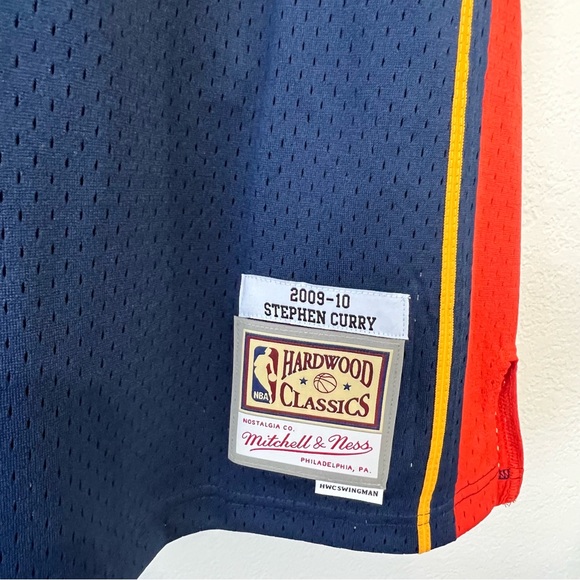 2009-10
STEPHEN CURRY
NBA
HARDWOOD
CLASSICS
NOSTALGIA CO.
Mitchell & Ness
PHILADELPHIA, PA.
HWC SWINGMAN